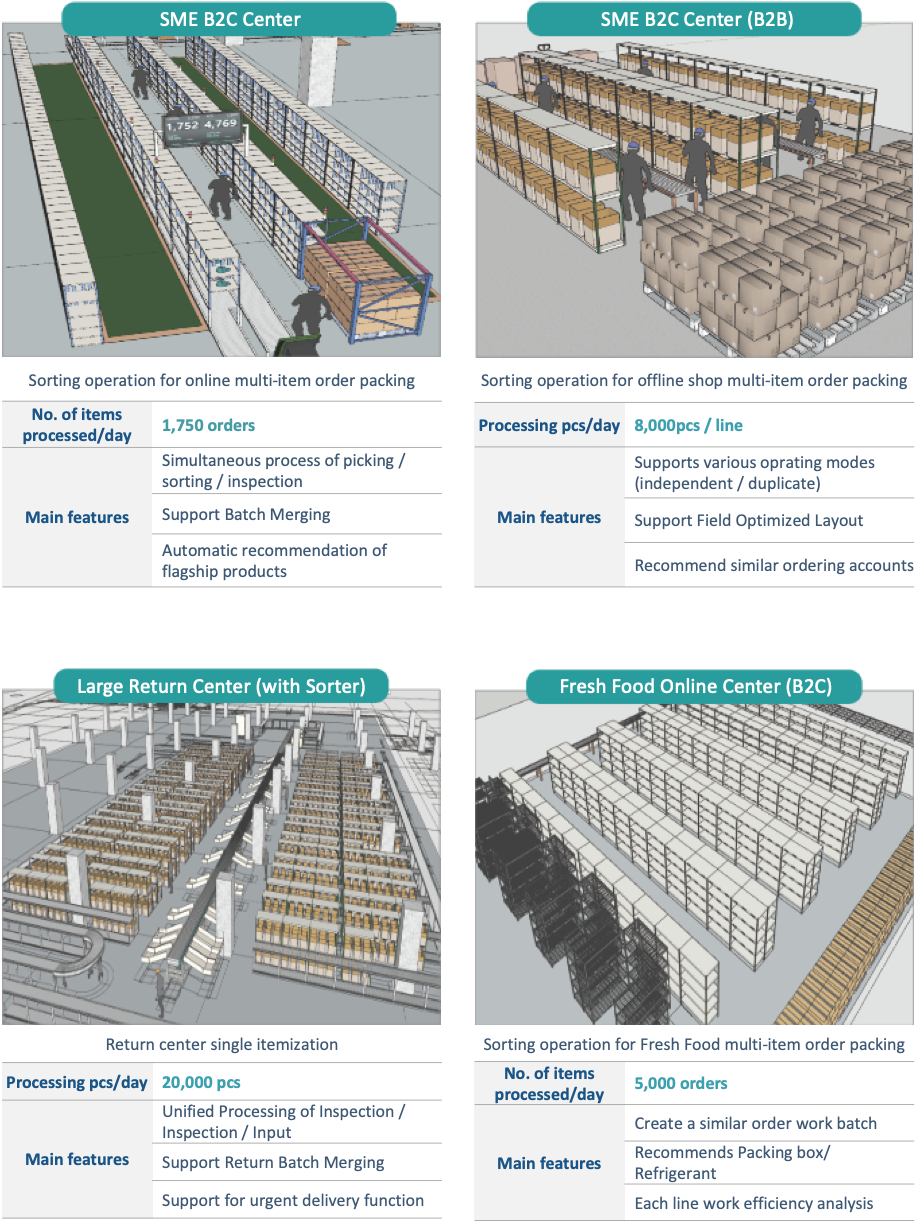 SME B2C Center
1,752 4,769
Sorting operation for online multi-item order packing
No. of items
processed/day
1,750 orders
Main features
Simultaneous process of picking /
sorting / inspection
Support Batch Merging
Automatic recommendation of
flagship products
SME B2C Center (B2B)
Sorting operation for offline shop multi-item order packing
Processing pcs/day
8,000pcs / line
Main features
Supports various oprating modes
(independent / duplicate)
Support Field Optimized Layout
Recommend similar ordering accounts
Large Return Center (with Sorter)
Return center single itemization
Processing pcs/day
20,000 pcs
Main features
Unified Processing of Inspection /
Inspection / Input
Support Return Batch Merging
Support for urgent delivery function
Fresh Food Online Center (B2C)
Sorting operation for Fresh Food multi-item order packing
No. of items
processed/day
5,000 orders
Main features
Create a similar order work batch
Recommends Packing box/
Refrigerant
Each line work efficiency analysis